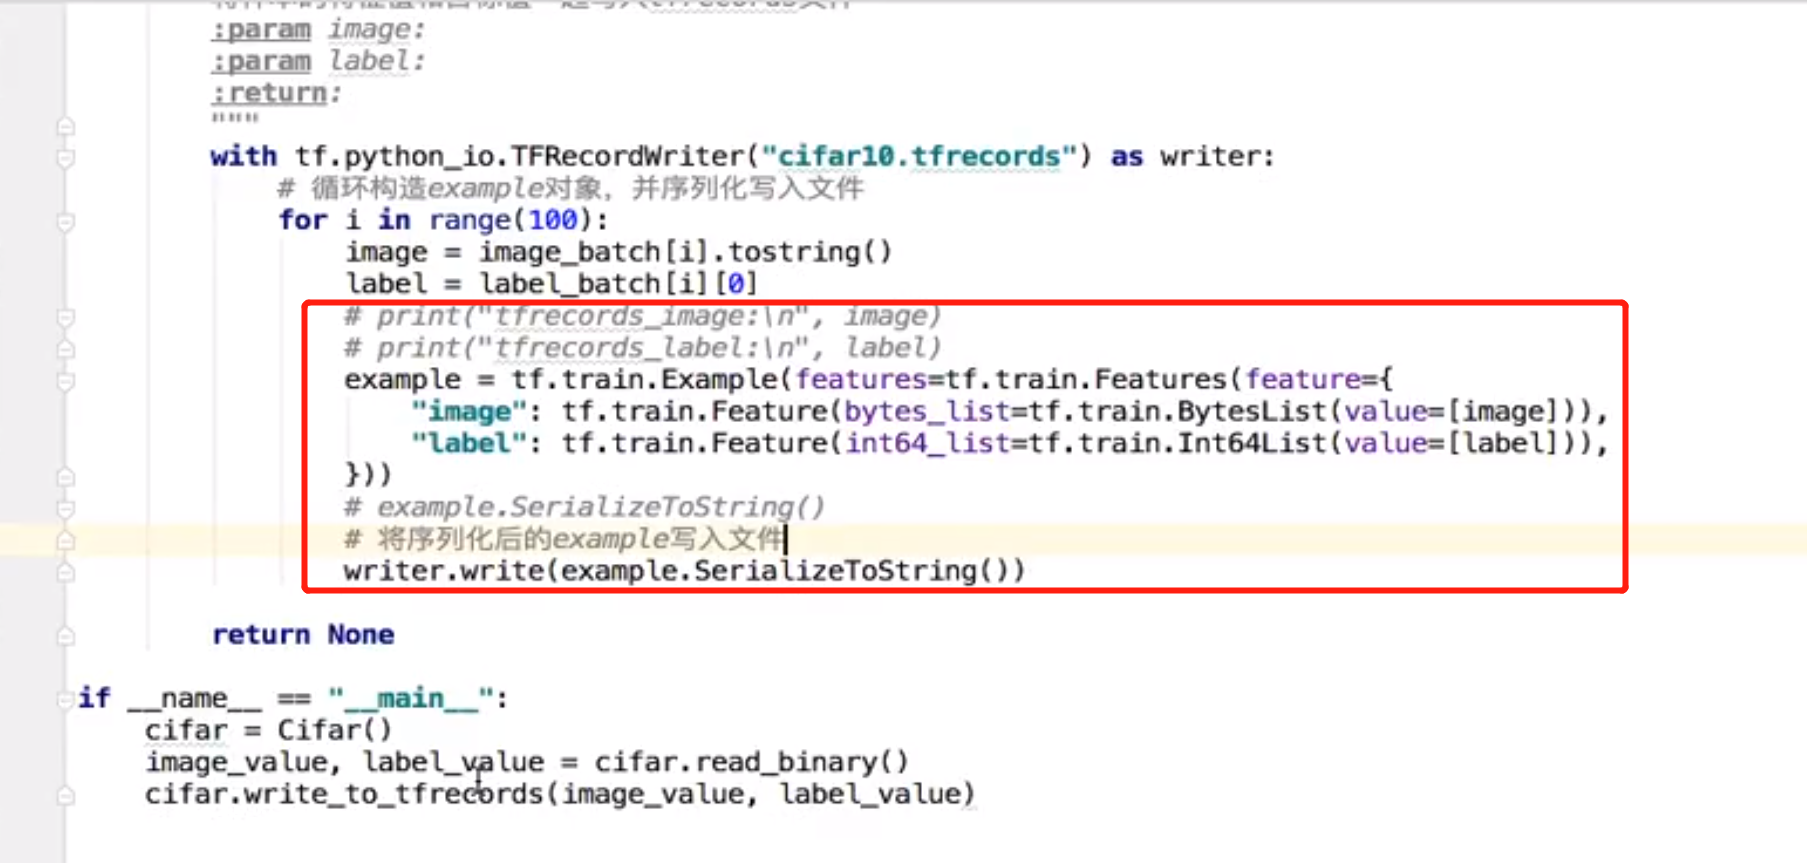 :param image:
:param label:
:return:
"""
with tf.python_io.TFRecordWriter("cifar10.tfrecords") as writer:
# 循环构造example对象，并序列化写入文件
for i in range(100):
image = image_batch[i].tostring()
label = label_batch[i][0]
# print("tfrecords_image:\n", image)
# print("tfrecords_label:\n", label)
example = tf.train.Example(features=tf.train.Features(feature={
"image": tf.train.Feature(bytes_list=tf.train.BytesList(value=[image])),
"label": tf.train.Feature(int64_list=tf.train.Int64List(value=[label])),
}))
# example.SerializeToString()
# 将序列化后的example写入文件
writer.write(example.SerializeToString())
return None
if __name__ == "__main__":
cifar = Cifar()
image_value, label_value = cifar.read_binary()
cifar.write_to_tfrecords(image_value, label_value)